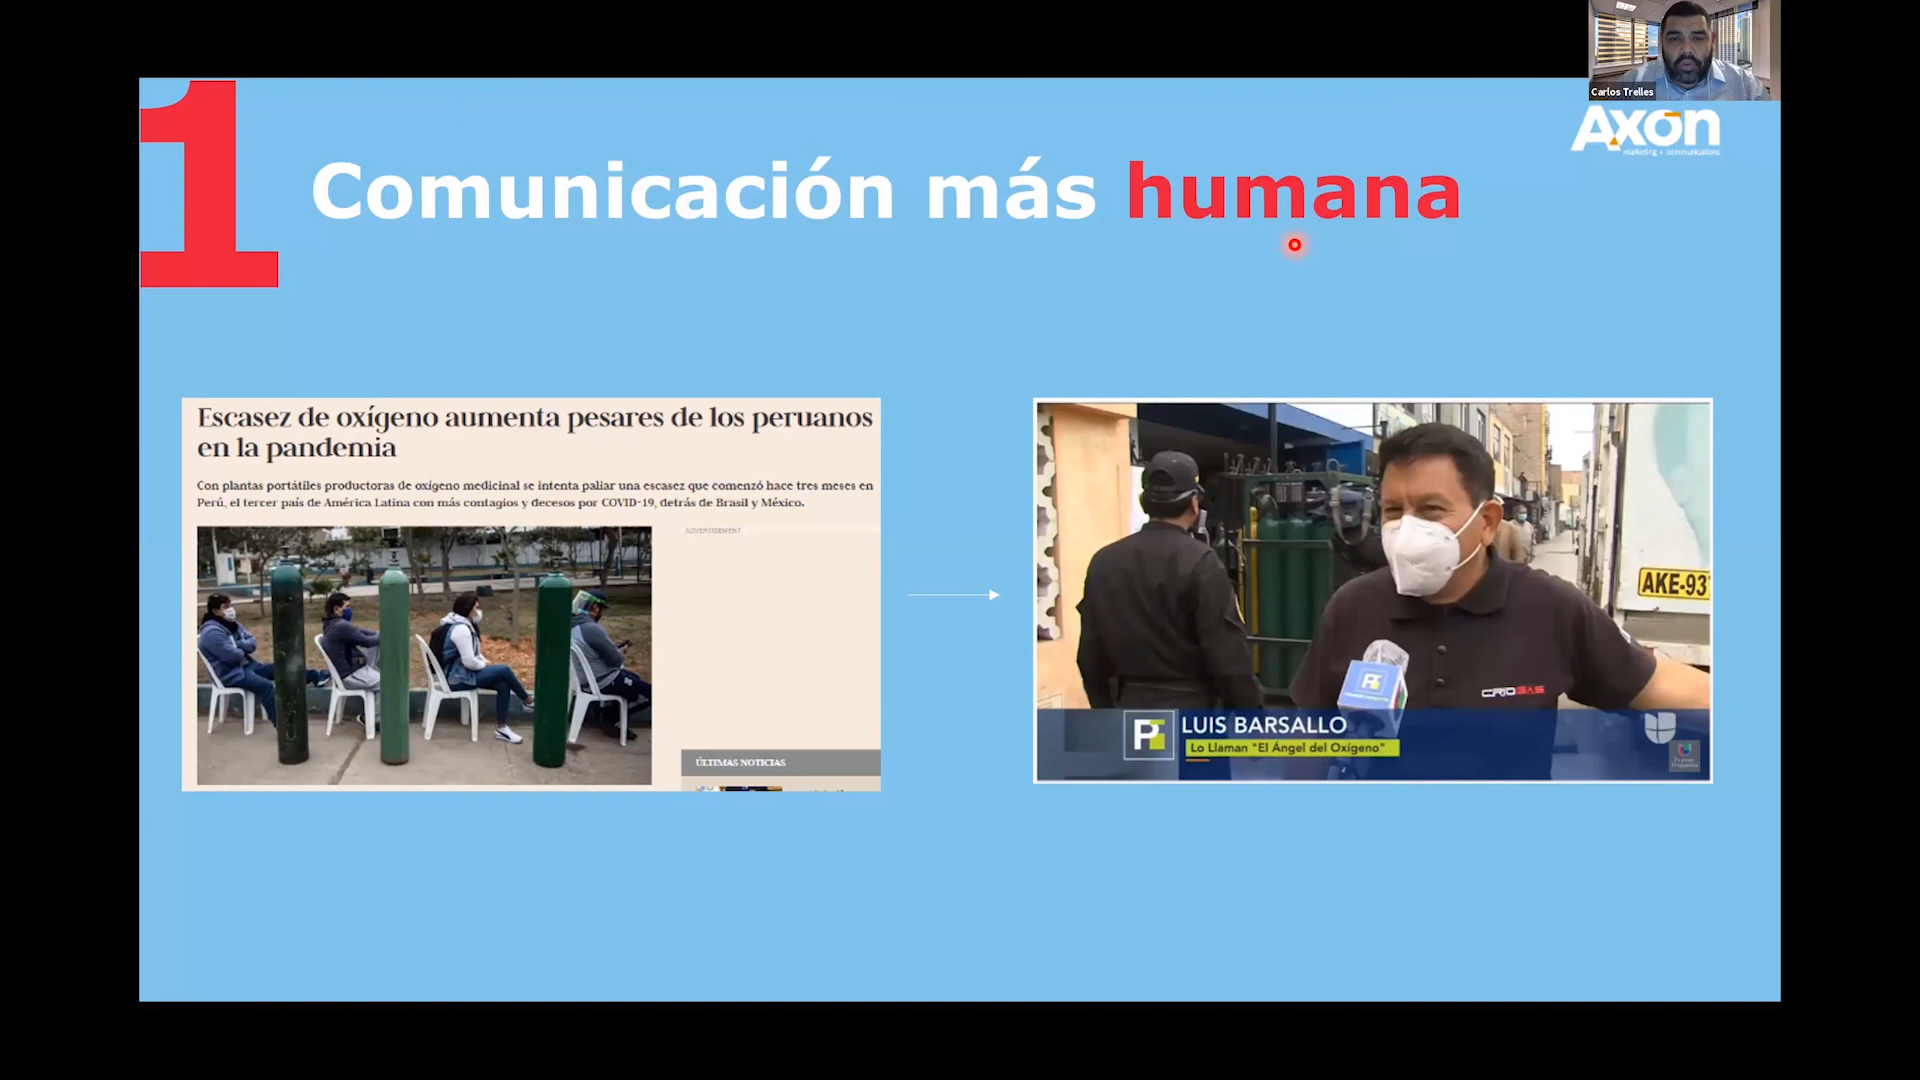 Carlos Trelles
Axon
marketing + communications
1
Comunicación más humana
Escasez de oxígeno aumenta pesares de los peruanos
en la pandemia
Con plantas portátiles productoras de oxígeno medicinal se intenta paliar una escasez que comenzó hace tres meses en
Perú, el tercer país de América Latina con más contagios y decesos por COVID-19, detrás de Brasil y México.
ADVERTISEMENT
ÚLTIMAS NOTICIAS
AKE-93
CRIOGAS
LUIS BARSALLO
Lo Llaman "El Ángel del Oxígeno"